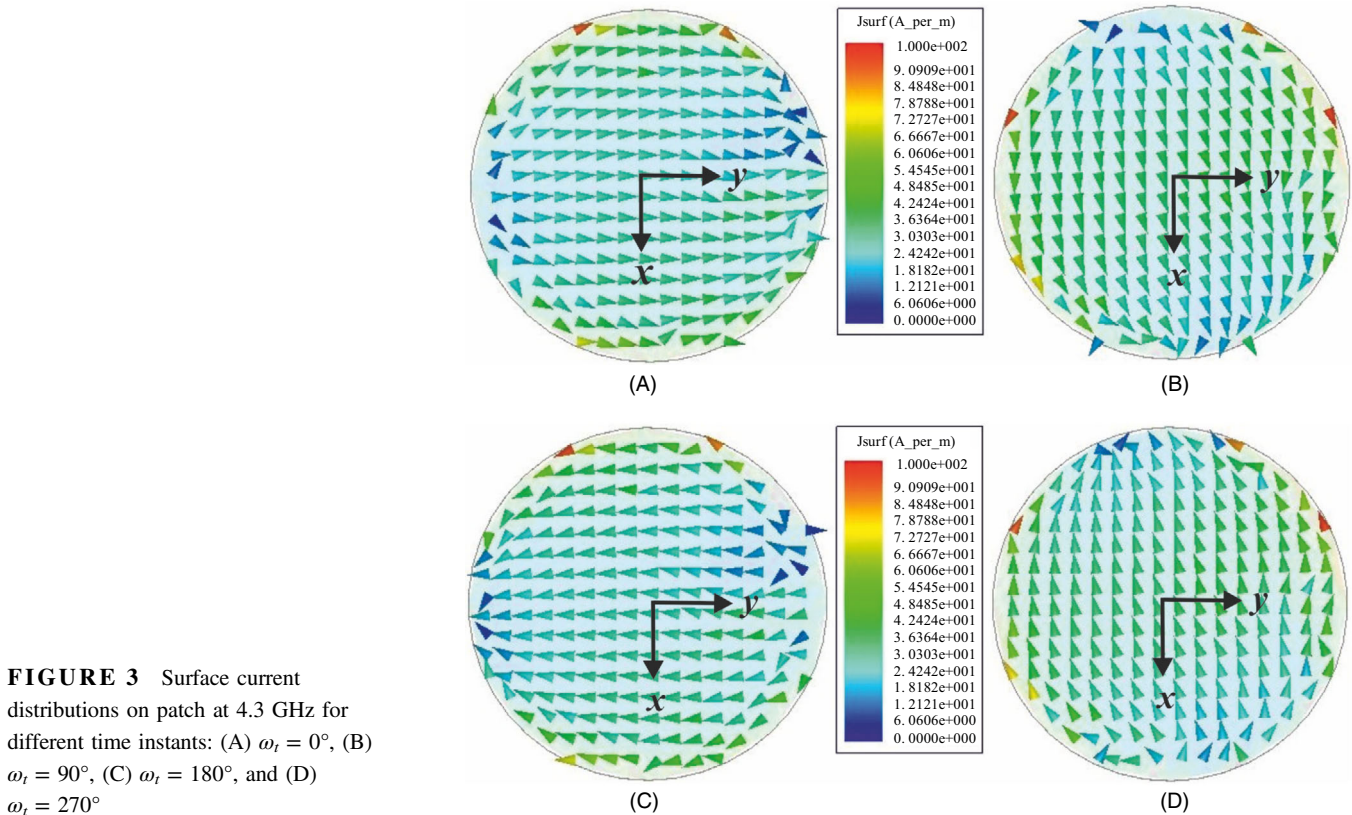 Jsurf (A_per_m)
1.000e+002
9.0909e+001
8.4848e+001
7.8788e+001
7.2727e+001
6.6667e+001
6.0606e+001
5.4545e+001
4.8485e+001
4.2424e+001
3.6364e+001
3.0303e+001
2.4242e+001
1.8182e+001
1.2121e+001
6.0606e+000
0.0000e+000
y
x
(A)
y
x
(B)
Jsurf (A_per_m)
1.000e+002
9.0909e+001
8.4848e+001
7.8788e+001
7.2727e+001
6.6667e+001
6.0606e+001
5.4545e+001
4.8485e+001
4.2424e+001
3.6364e+001
3.0303e+001
2.4242e+001
1.8182e+001
1.2121e+001
6.0606e+000
0.0000e+000
y
x
(C)
y
x
(D)
FIGURE 3 Surface current
distributions on patch at 4.3 GHz for
different time instants: (A) ωt = 0°, (B)
ωt = 90°, (C) ωt = 180°, and (D)
ωt = 270°